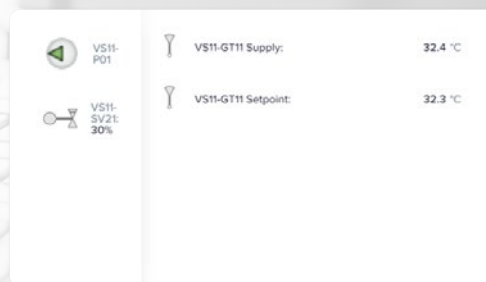 VS11-
P01
VS11-
SV21:
30%
VS11-GT11 Supply: 32.4 °C
VS11-GT11 Setpoint: 32.3 °C